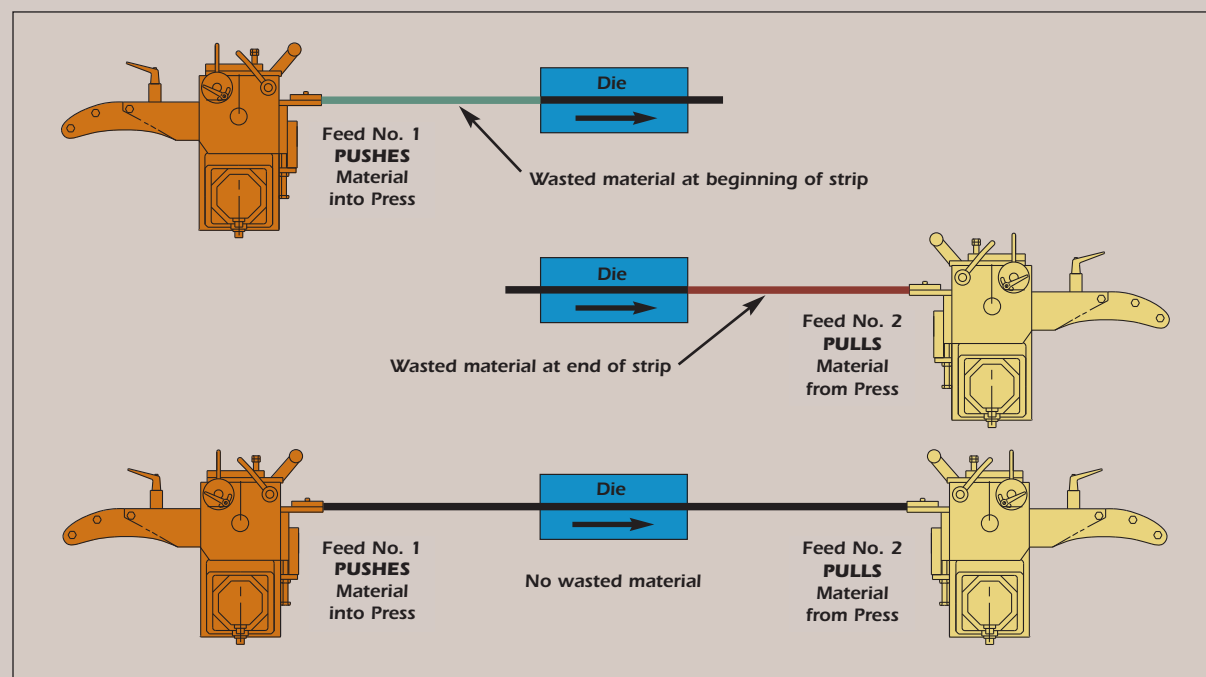 Die
Feed No. 1
PUSHES
Material
into Press
Wasted material at beginning of strip
Die
Feed No. 2
PULLS
Material
from Press
Wasted material at end of strip
Die
Feed No. 1
PUSHES
Material
into Press
No wasted material
Feed No. 2
PULLS
Material
from Press